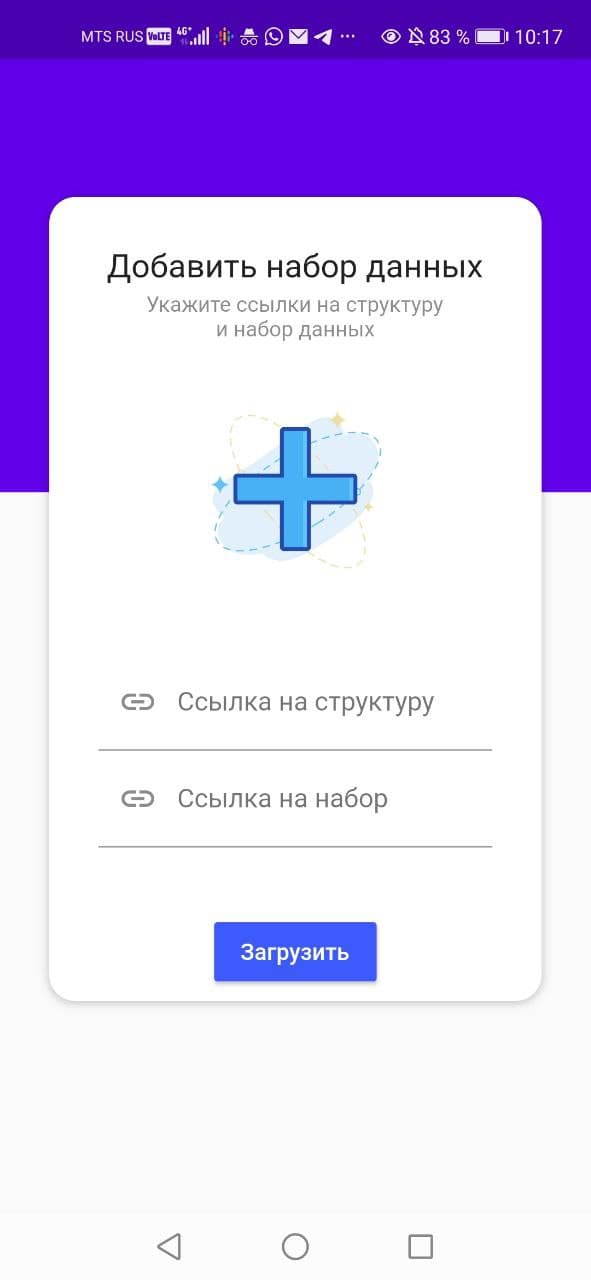 MTS RUS VoLTE 4G+ 83 % 10:17
Добавить набор данных
Укажите ссылки на структуру
и набор данных
Ссылка на структуру
Ссылка на набор
Загрузить